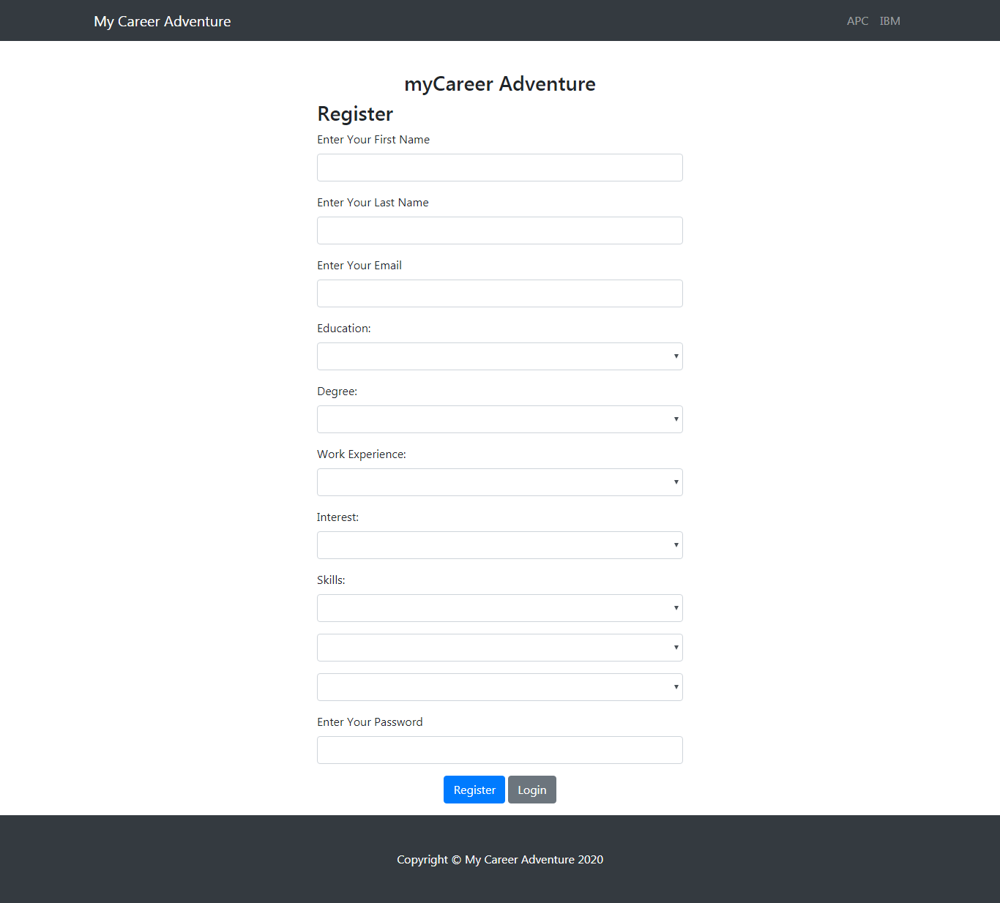 My Career Adventure APC IBM
myCareer Adventure
Register
Enter Your First Name
Enter Your Last Name
Enter Your Email
Education:
Degree:
Work Experience:
Interest:
Skills:
Enter Your Password
Register Login
Copyright © My Career Adventure 2020